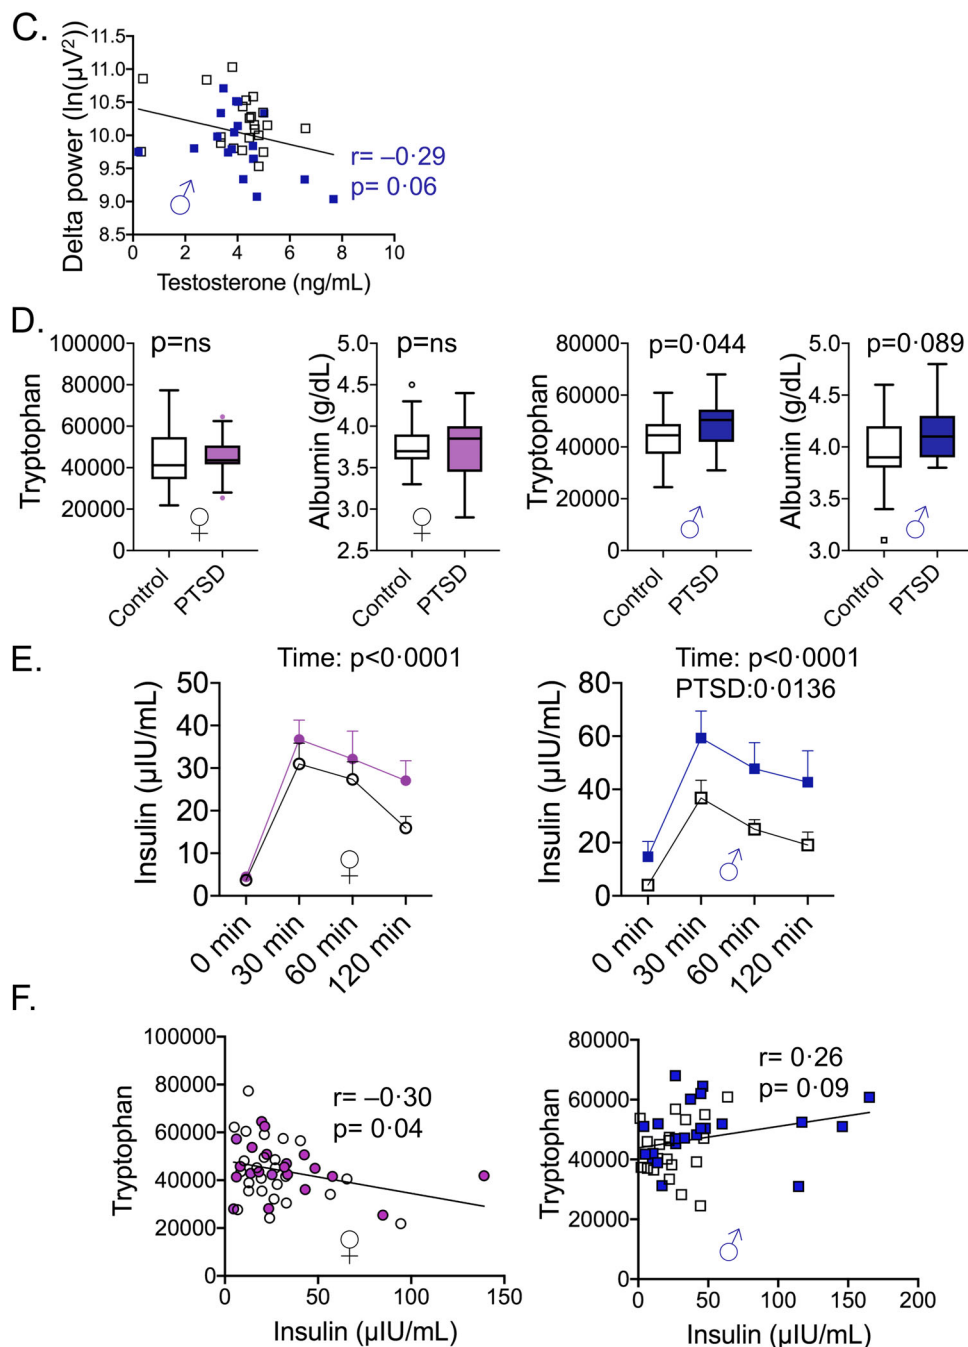 C.
Delta power (ln(µV²))
11.5
11.0
10.5
10.0
9.5
9.0
8.5
r= –0·29
p= 0·06
♂
0 2 4 6 8 10
Testosterone (ng/mL)
D.
Tryptophan
100000
80000
60000
40000
20000
0
p=ns
♀
Control PTSD
Albumin (g/dL)
5.0
4.5
4.0
3.5
3.0
2.5
p=ns
♀
Control PTSD
Tryptophan
80000
60000
40000
20000
0
p=0·044
♂
Control PTSD
Albumin (g/dL)
5.0
4.5
4.0
3.5
3.0
p=0·089
♂
Control PTSD
E.
Time: p<0·0001
Insulin (µIU/mL)
50
40
30
20
10
0
♀
0 min 30 min 60 min 120 min
Time: p<0·0001
PTSD:0·0136
Insulin (µIU/mL)
80
60
40
20
0
♂
0 min 30 min 60 min 120 min
F.
Tryptophan
100000
80000
60000
40000
20000
0
r= –0·30
p= 0·04
♀
0 50 100 150
Insulin (µIU/mL)
Tryptophan
80000
60000
40000
20000
0
r= 0·26
p= 0·09
♂
0 50 100 150 200
Insulin (µIU/mL)